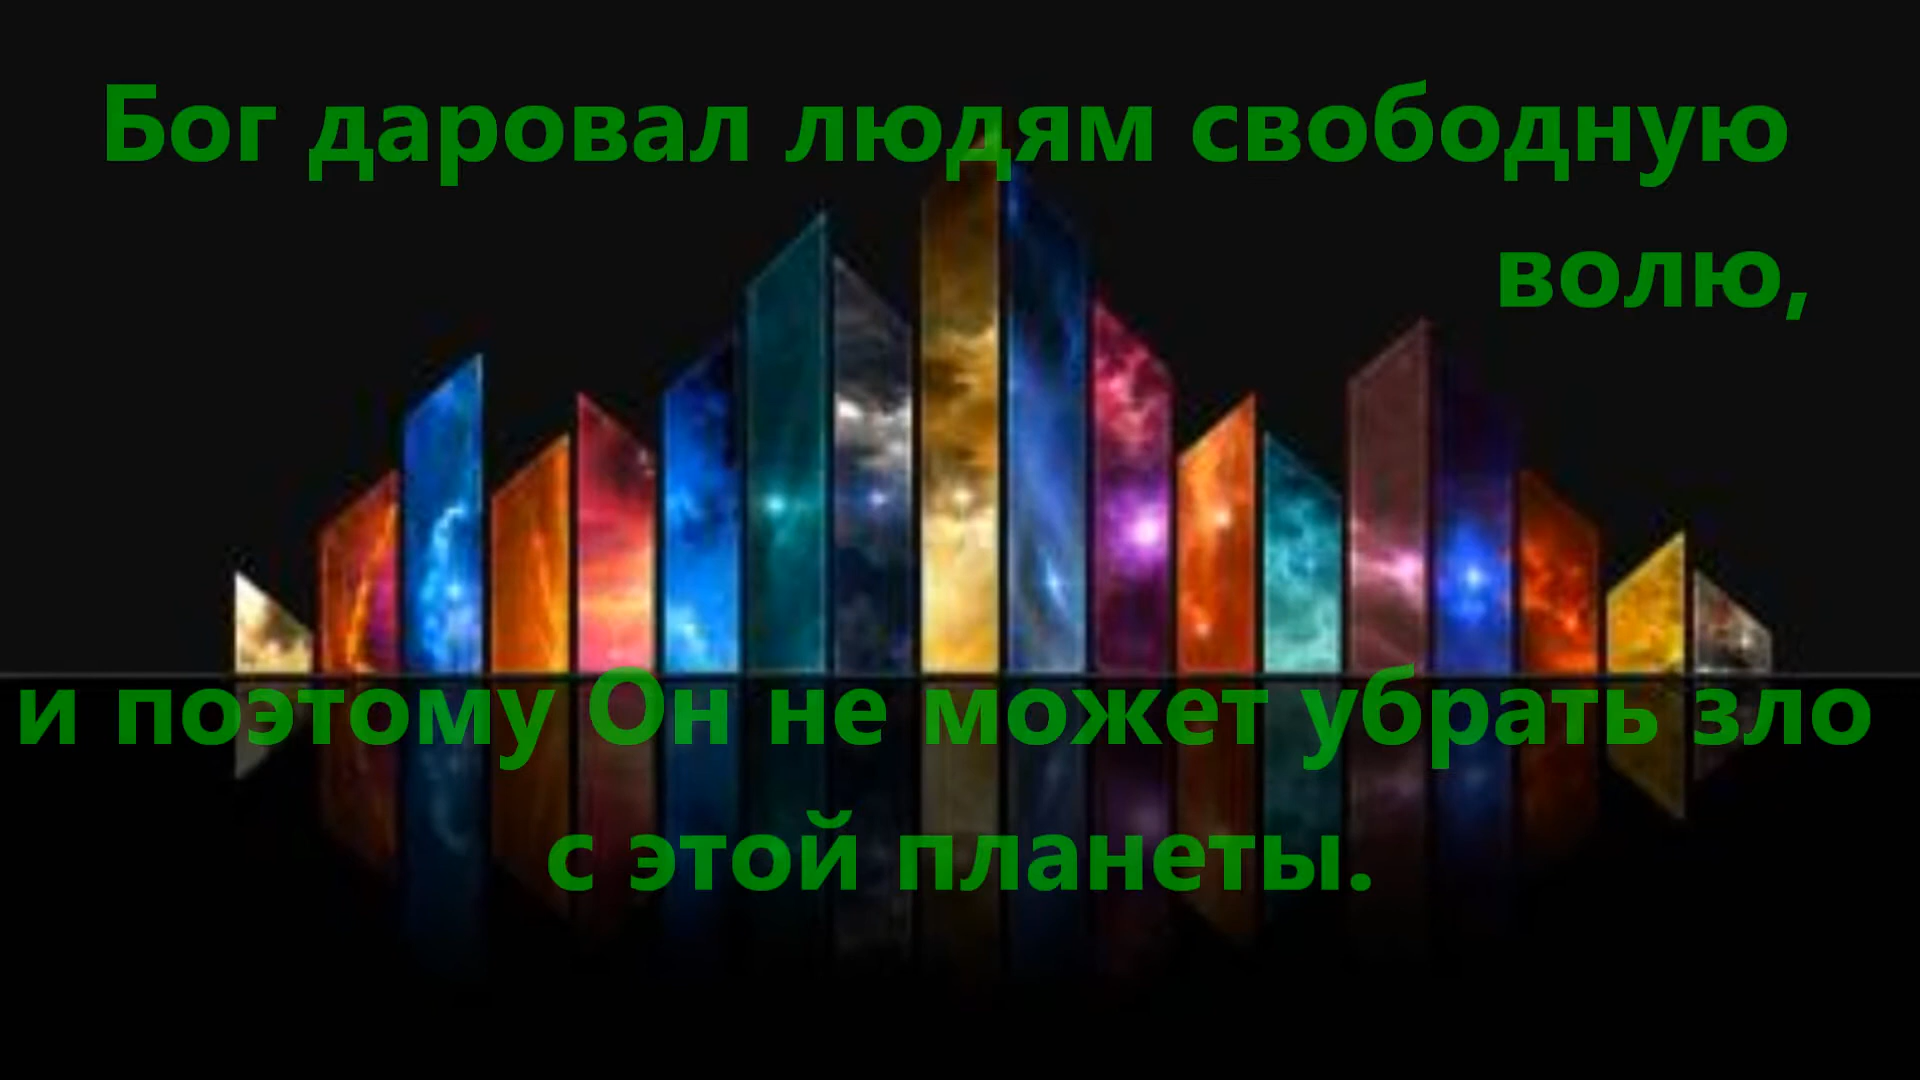 Бог даровал людям свободную
волю,
и поэтому Он не может убрать зло
с этой планеты.